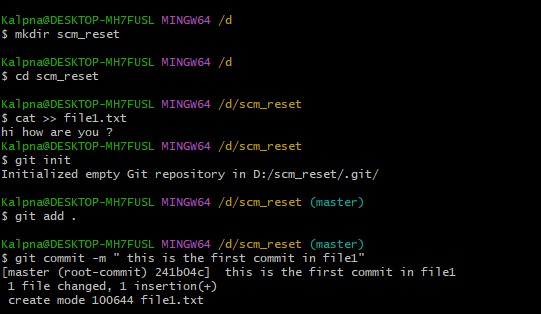 Kalpna@DESKTOP-MH7FUSL MINGW64 /d
$ mkdir scm_reset
Kalpna@DESKTOP-MH7FUSL MINGW64 /d
$ cd scm_reset
Kalpna@DESKTOP-MH7FUSL MINGW64 /d/scm_reset
$ cat >> file1.txt
hi how are you ?
Kalpna@DESKTOP-MH7FUSL MINGW64 /d/scm_reset
$ git init
Initialized empty Git repository in D:/scm_reset/.git/
Kalpna@DESKTOP-MH7FUSL MINGW64 /d/scm_reset (master)
$ git add .
Kalpna@DESKTOP-MH7FUSL MINGW64 /d/scm_reset (master)
$ git commit -m " this is the first commit in file1"
[master (root-commit) 241b04c]  this is the first commit in file1
 1 file changed, 1 insertion(+)
 create mode 100644 file1.txt